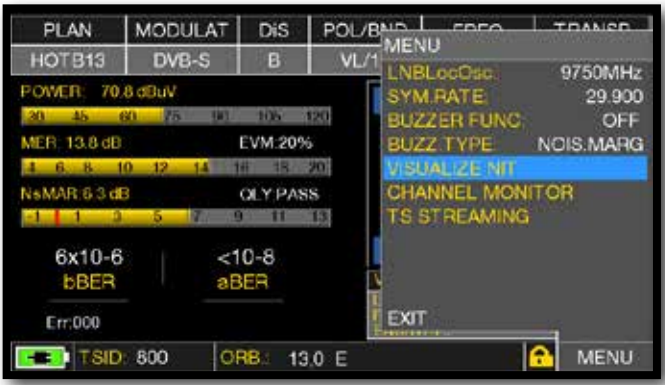 PLAN MODULAT DiS POL/BND FREQ TRANSP
HOTB13 DVB-S B VL/1
MENU
LNBLocOsc: 9750MHz
SYM.RATE: 29.900
BUZZER FUNC: OFF
BUZZ TYPE: NOIS.MARG
VISUALIZE NIT
CHANNEL MONITOR
TS STREAMING
EXIT
POWER: 70.8 dBuV
30 45 60 75 90 105 120
MER: 13.8 dB EVM:20%
4 6 8 10 12 14 16 18 20
NsMAR:6.3 dB QLY PASS
-1 1 3 5 7 9 11 13
6x10-6 <10-8
bBER aBER
Err:000
TSID: 800 ORB.: 13.0 E MENU